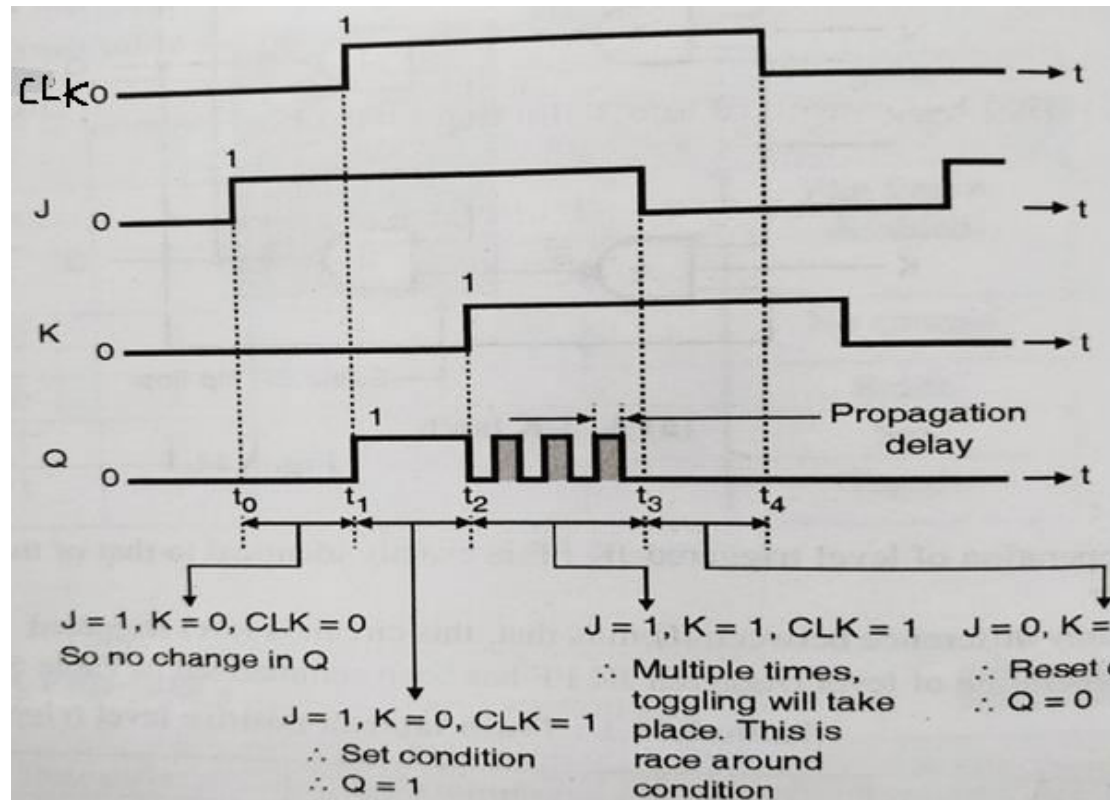 1
CLK 0
t
1
J
0
t
1
K
0
t
Propagation
delay
1
Q
0
t
t0 t1 t2 t3 t4
J = 1, K = 0, CLK = 0
So no change in Q
J = 1, K = 0, CLK = 1
∴ Set condition
∴ Q = 1
J = 1, K = 1, CLK = 1
∴ Multiple times,
toggling will take
place. This is
race around
condition
J = 0, K =
∴ Reset
∴ Q = 0